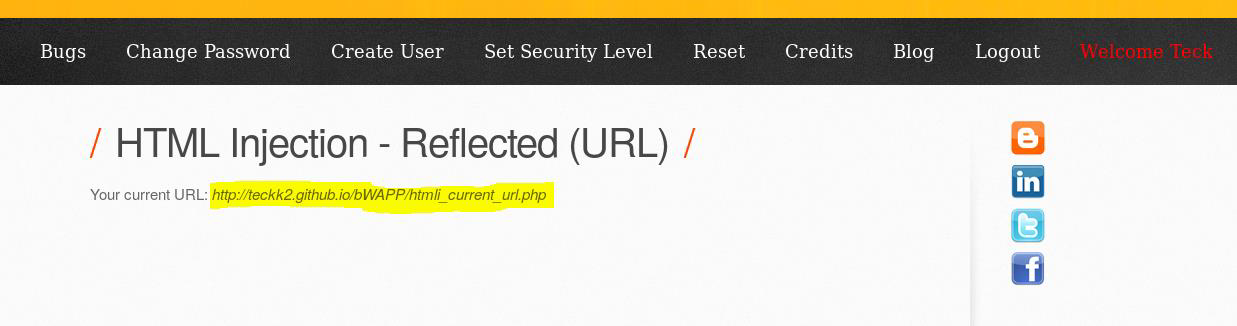 Bugs Change Password Create User Set Security Level Reset Credits Blog Logout Welcome Teck
/ HTML Injection - Reflected (URL) /
Your current URL: http://teckk2.github.io/bWAPP/htmli_current_url.php